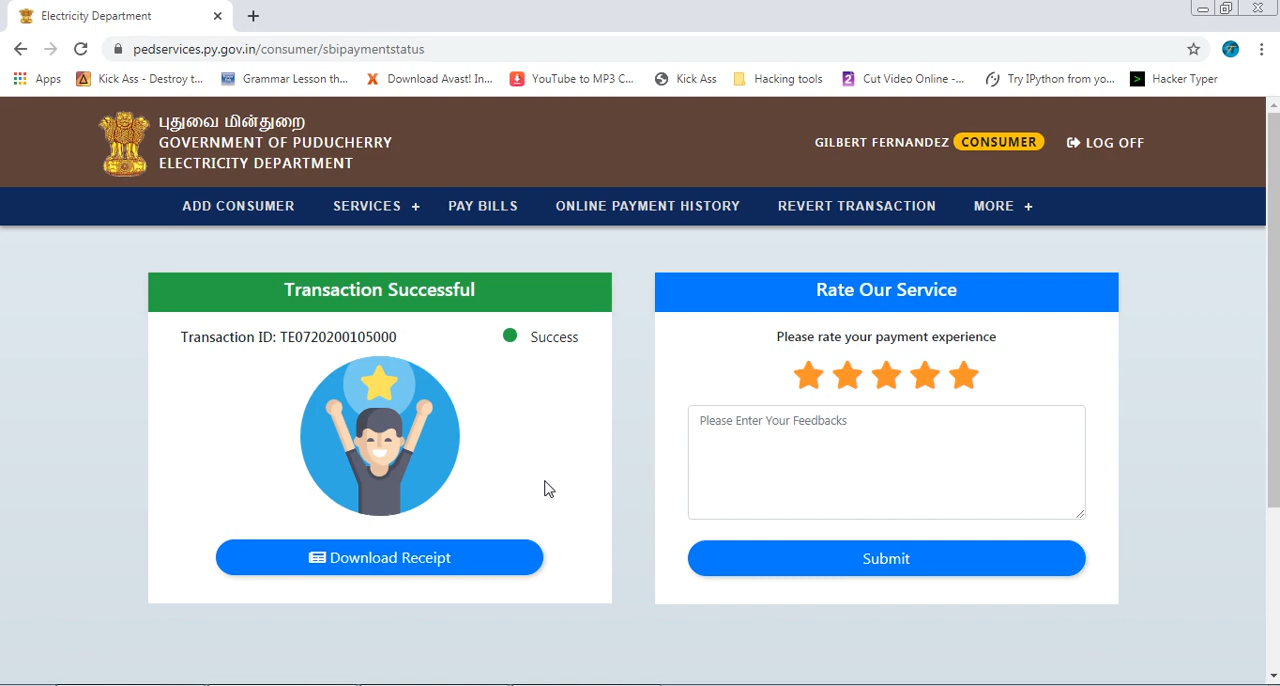 Electricity Department
pedservices.py.gov.in/consumer/sbipaymentstatus
Apps
Kick Ass - Destroy t...
Grammar Lesson th...
Download Avast! In...
YouTube to MP3 C...
Kick Ass
Hacking tools
Cut Video Online -...
Try IPython from yo...
Hacker Typer
புதுவை மின்துறை
GOVERNMENT OF PUDUCHERRY
ELECTRICITY DEPARTMENT
GILBERT FERNANDEZ CONSUMER LOG OFF
ADD CONSUMER SERVICES + PAY BILLS ONLINE PAYMENT HISTORY REVERT TRANSACTION MORE +
Transaction Successful
Transaction ID: TE0720200105000 Success
Download Receipt
Rate Our Service
Please rate your payment experience
Please Enter Your Feedbacks
Submit